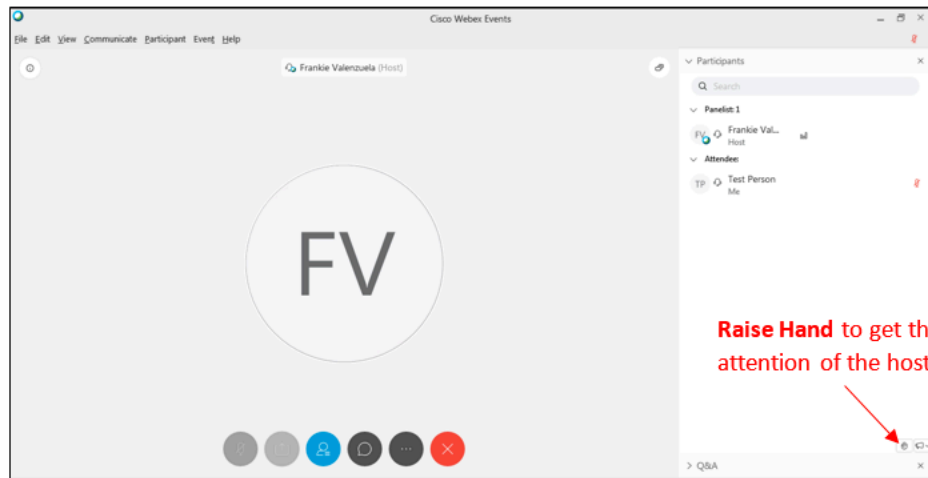 Cisco Webex Events
File Edit View Communicate Participant Event Help
Frankie Valenzuela (Host)
Participants
Search
Panelist: 1
FV Frankie Val...
Host
Attendee:
TP Test Person
Me
FV
Raise Hand to get th
attention of the host
Q&A